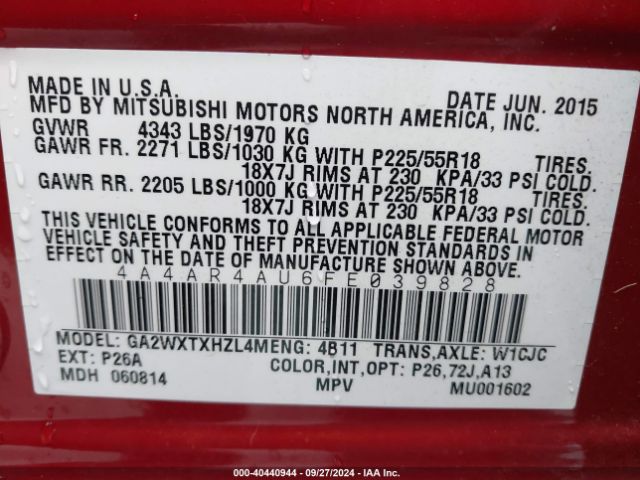 MADE IN U.S.A. DATE JUN. 2015
MFD BY MITSUBISHI MOTORS NORTH AMERICA, INC.
GVWR 4343 LBS/1970 KG
GAWR FR. 2271 LBS/1030 KG WITH P225/55R18 TIRES.
18X7J RIMS AT 230 KPA/33 PSI COLD.
GAWR RR. 2205 LBS/1000 KG WITH P225/55R18 TIRES.
18X7J RIMS AT 230 KPA/33 PSI COLD.
THIS VEHICLE CONFORMS TO ALL APPLICABLE FEDERAL MOTOR
VEHICLE SAFETY AND THEFT PREVENTION STANDARDS IN
EFFECT ON THE DATE OF MANUFACTURE SHOWN ABOVE.
4A4AR4AU6FE039828
MODEL: GA2WXTXHZL4MENG: 4B11 TRANS,AXLE: W1CJC
EXT: P26A COLOR,INT,OPT: P26,72J,A13
MDH 060814 MPV MU001602
000-40440944 - 09/27/2024 - IAA Inc.